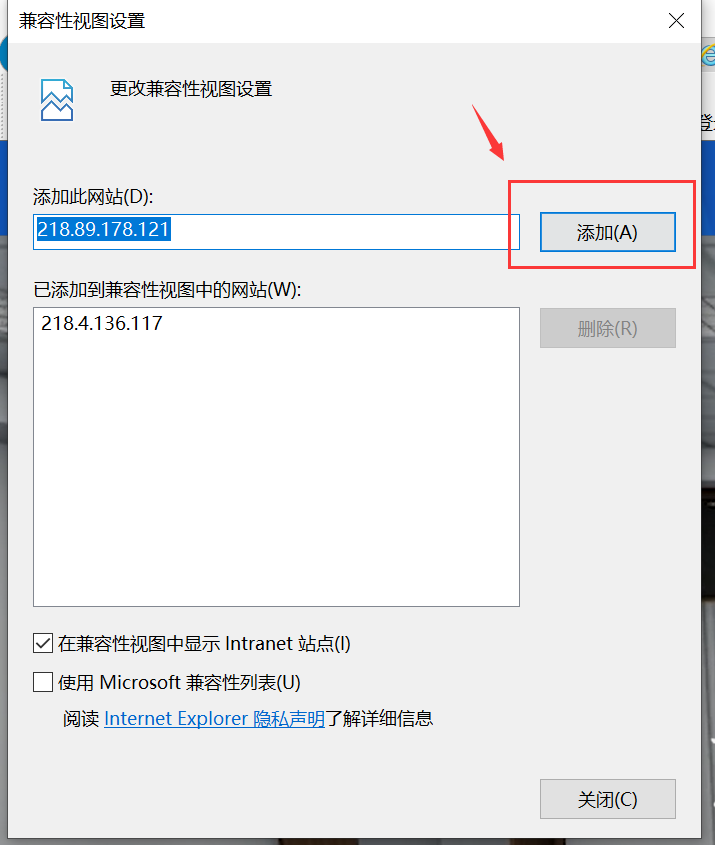 兼容性视图设置
更改兼容性视图设置
添加此网站(D):
218.89.178.121
添加(A)
已添加到兼容性视图中的网站(W):
218.4.136.117
删除(R)
在兼容性视图中显示 Intranet 站点(I)
使用 Microsoft 兼容性列表(U)
阅读 Internet Explorer 隐私声明了解详细信息
关闭(C)